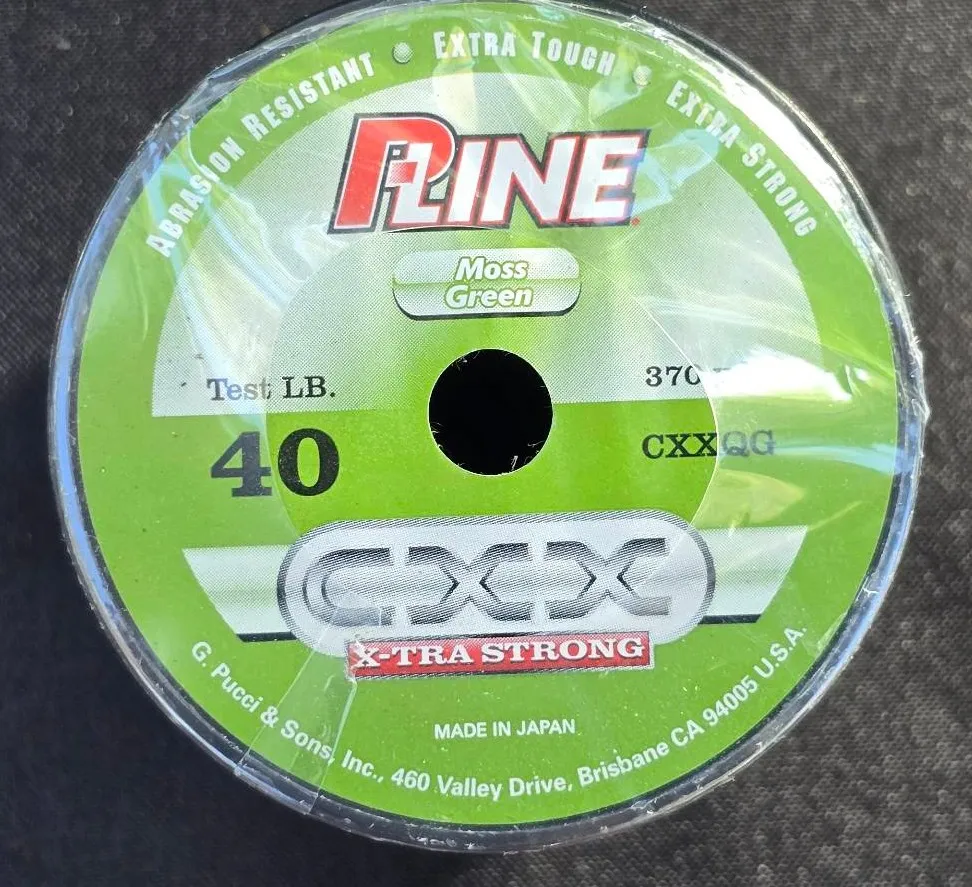 ABRASION RESISTANT • EXTRA TOUGH • EXTRA STRONG
P-LINE
Moss
Green
Test LB.
370
40
CXXQG
CXX
X-TRA STRONG
MADE IN JAPAN
G. Pucci & Sons, Inc., 460 Valley Drive, Brisbane CA 94005 U.S.A.